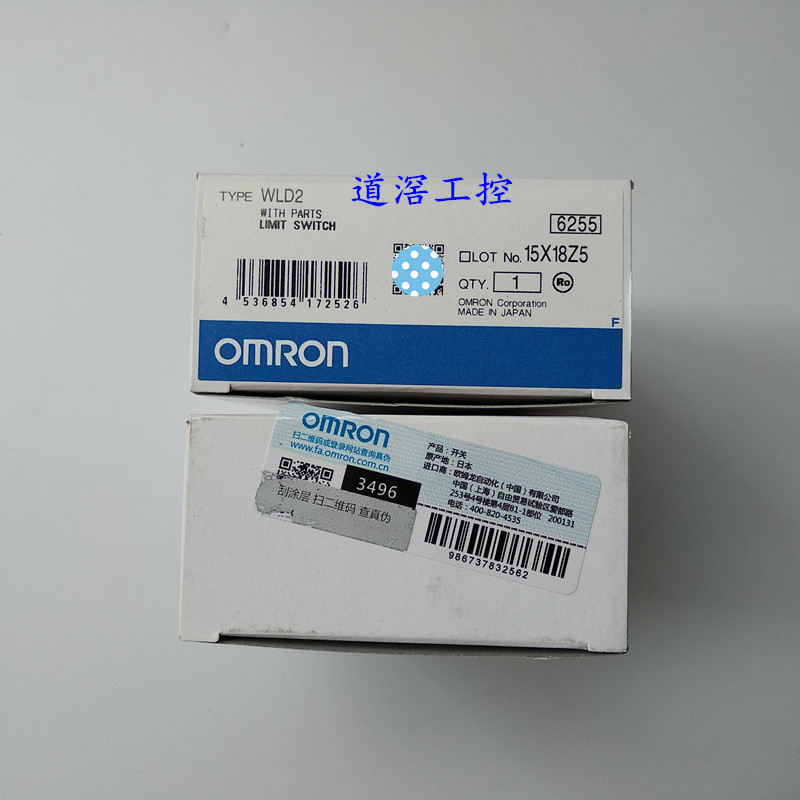 道滘工控
TYPE WLD2
WITH PARTS
LIMIT SWITCH
6255
LOT No. 15X18Z5
4 536854 172526
QTY. 1 Ro
OMRON Corporation
MADE IN JAPAN
F
OMRON
OMRON
扫二维码或登录网站查询真伪
www.fa.omron.com.cn
3496
刮涂层 扫二维码 查真伪
产品：开关
原产地：日本
进口商：欧姆龙自动化（中国）有限公司
中国（上海）自由贸易试验区爱都路
253号4号楼第4层B1-1部位 200131
电话：400-820-4535
986737832562